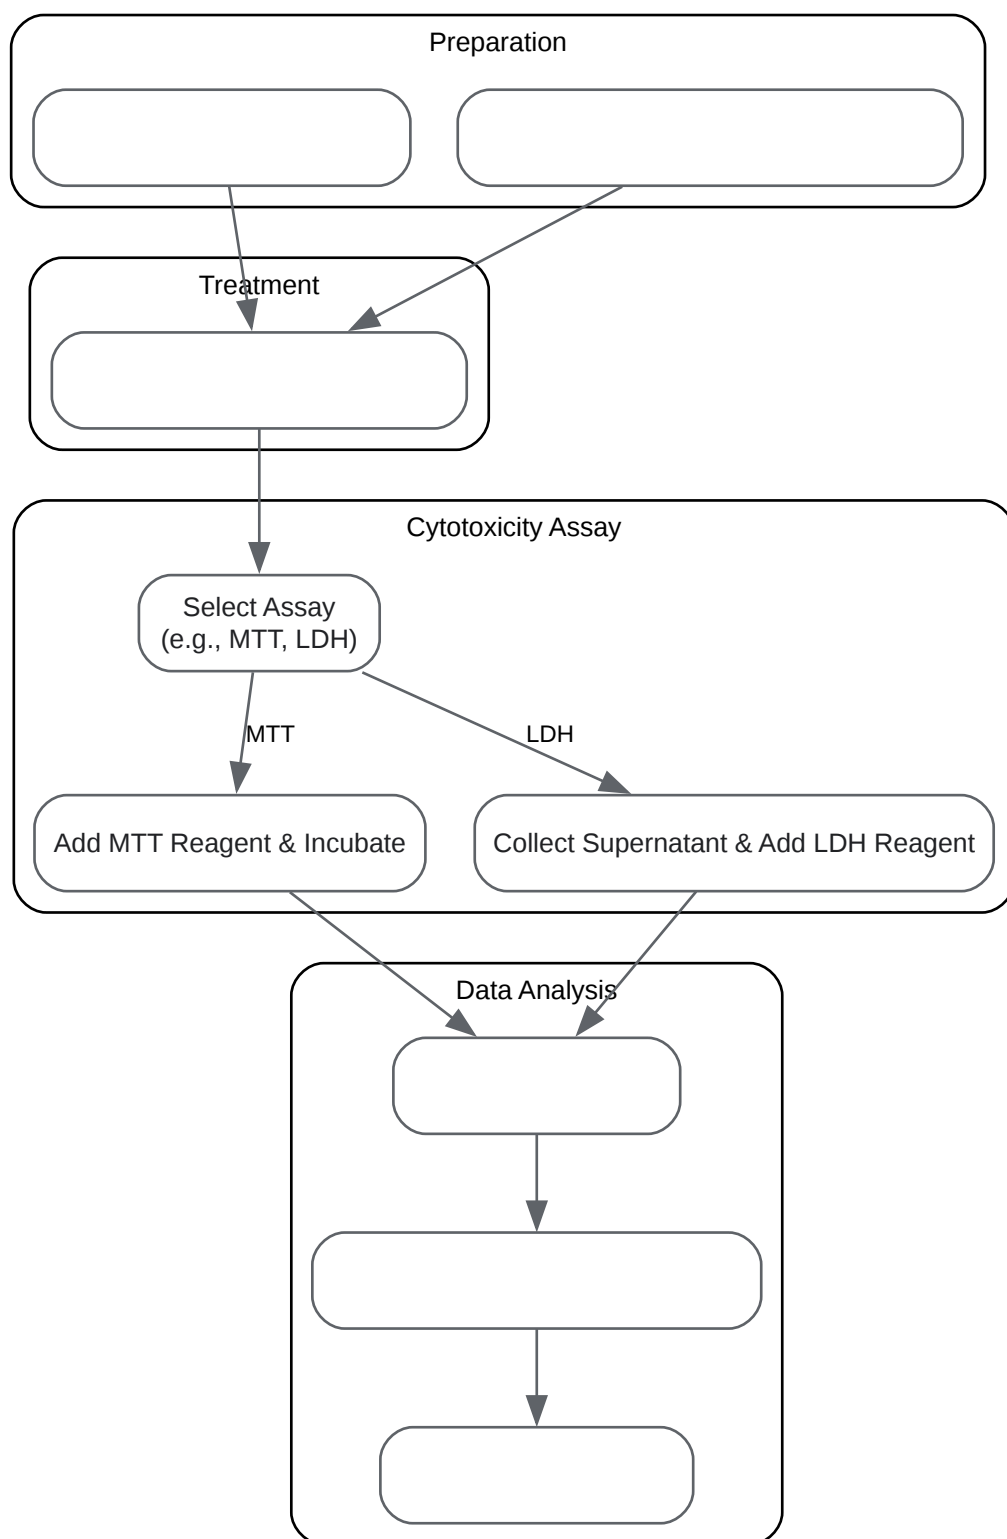 Preparation
Treatment
Cytotoxicity Assay
Select Assay
(e.g., MTT, LDH)
MTT
LDH
Add MTT Reagent & Incubate
Collect Supernatant & Add LDH Reagent
Data Analysis